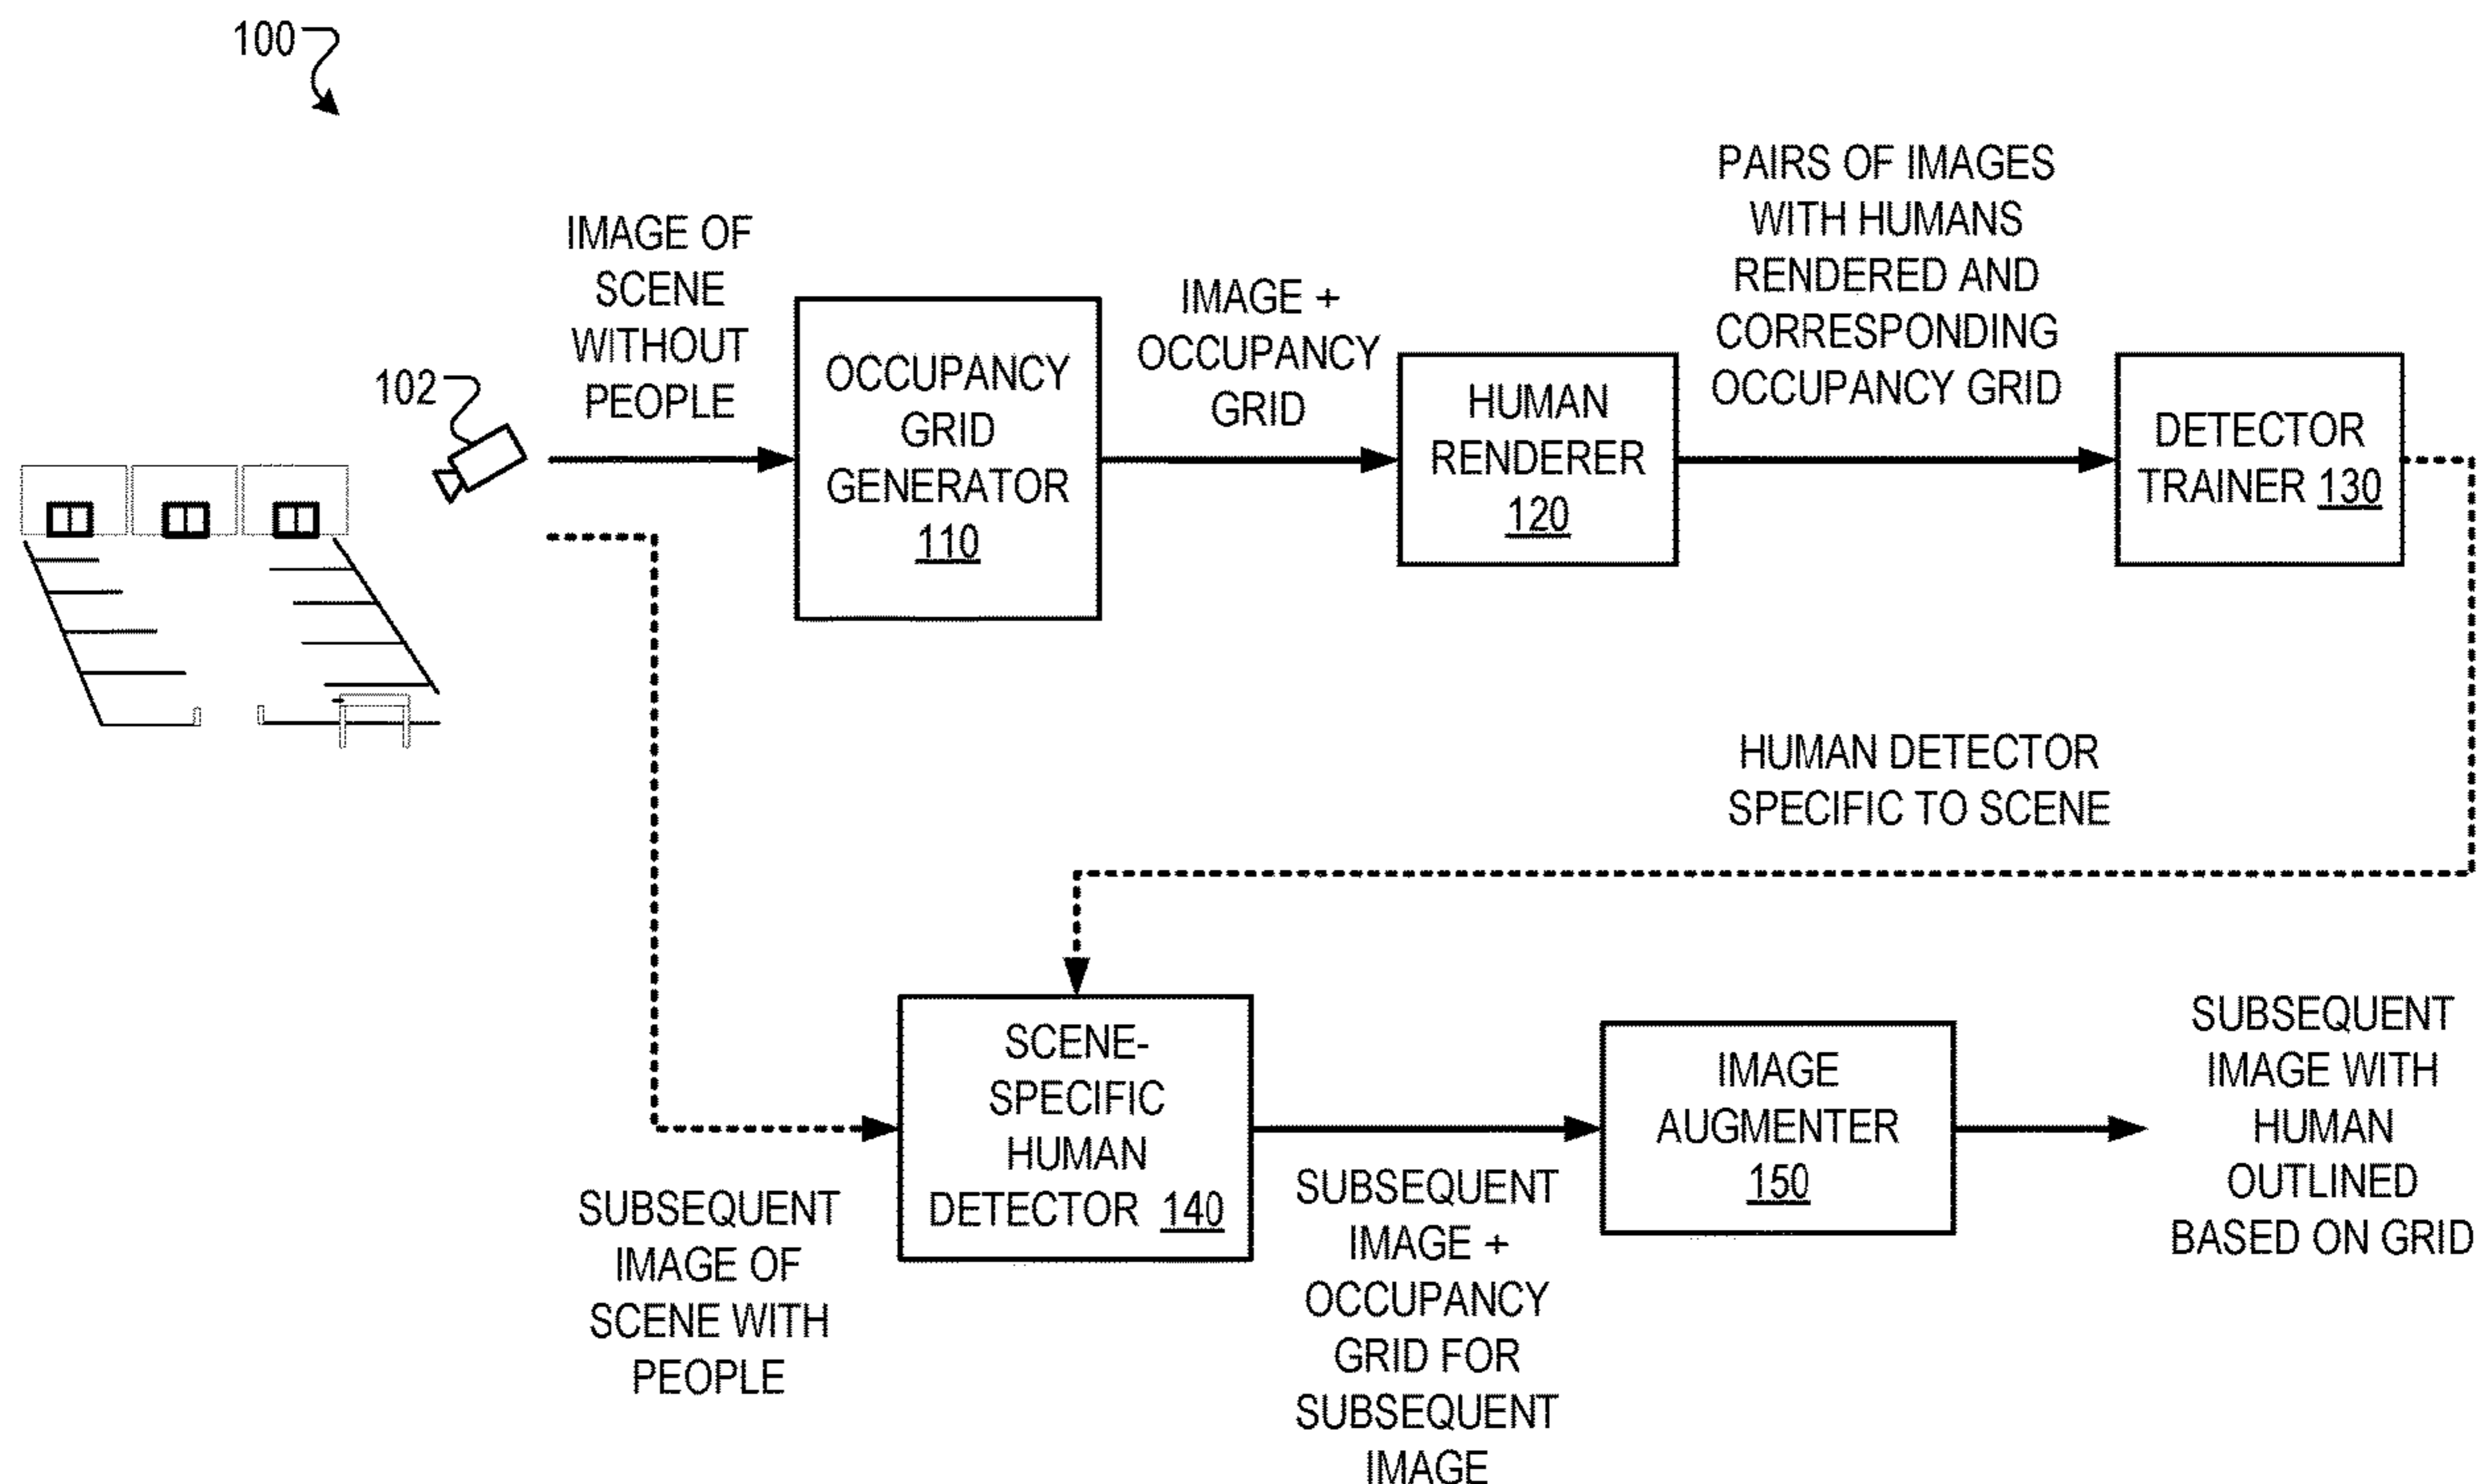 100
102
IMAGE OF
SCENE
WITHOUT
PEOPLE
OCCUPANCY
GRID
GENERATOR
110
IMAGE +
OCCUPANCY
GRID
HUMAN
RENDERER
120
PAIRS OF IMAGES
WITH HUMANS
RENDERED AND
CORRESPONDING
OCCUPANCY GRID
DETECTOR
TRAINER 130
HUMAN DETECTOR
SPECIFIC TO SCENE
SUBSEQUENT
IMAGE OF
SCENE WITH
PEOPLE
SCENE-
SPECIFIC
HUMAN
DETECTOR 140
SUBSEQUENT
IMAGE +
OCCUPANCY
GRID FOR
SUBSEQUENT
IMAGE
IMAGE
AUGMENTER
150
SUBSEQUENT
IMAGE WITH
HUMAN
OUTLINED
BASED ON GRID